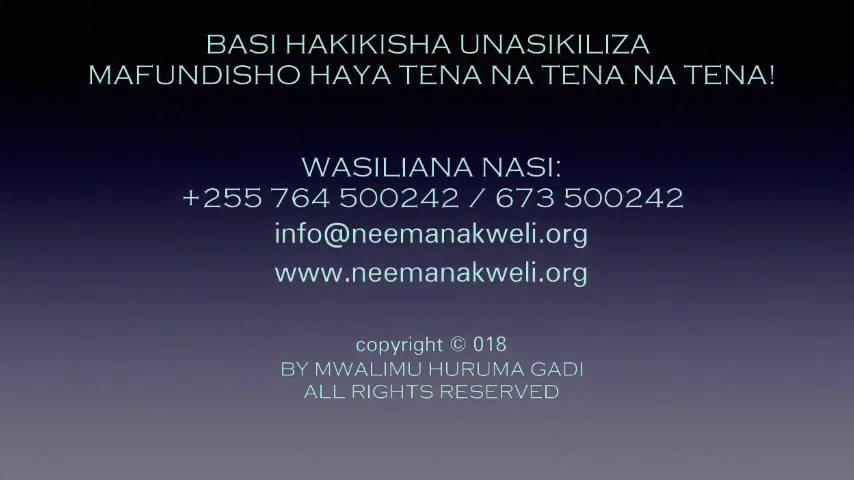 BASI HAKIKISHA UNASIKILIZA
MAFUNDISHO HAYA TENA NA TENA NA TENA!
WASILIANA NASI:
+255 764 500242 / 673 500242
info@neemanakweli.org
www.neemanakweli.org
copyright © 018
BY MWALIMU HURUMA GADI
ALL RIGHTS RESERVED